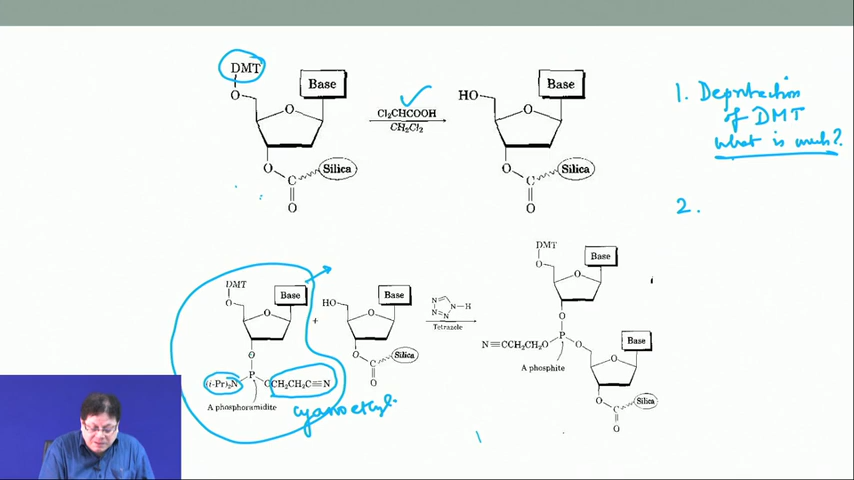 DMT
O
Base
O
Cl₂CHCOOH
CH₂Cl₂
O
C
Silica
O
HO
Base
O
O
C
Silica
O
1. Deprotection
of DMT
what is mech?
2.
DMT
O
Base
O
O
P
(i-Pr)₂N
OCH₂CH₂C≡N
A phosphoramidite
cyanoethyl
+
HO
Base
O
O
C
Silica
O
N
N
N
N
H
Tetrazole
DMT
O
Base
O
O
N≡CCH₂CH₂O
P
O
A phosphite
Base
O
O
C
Silica
O